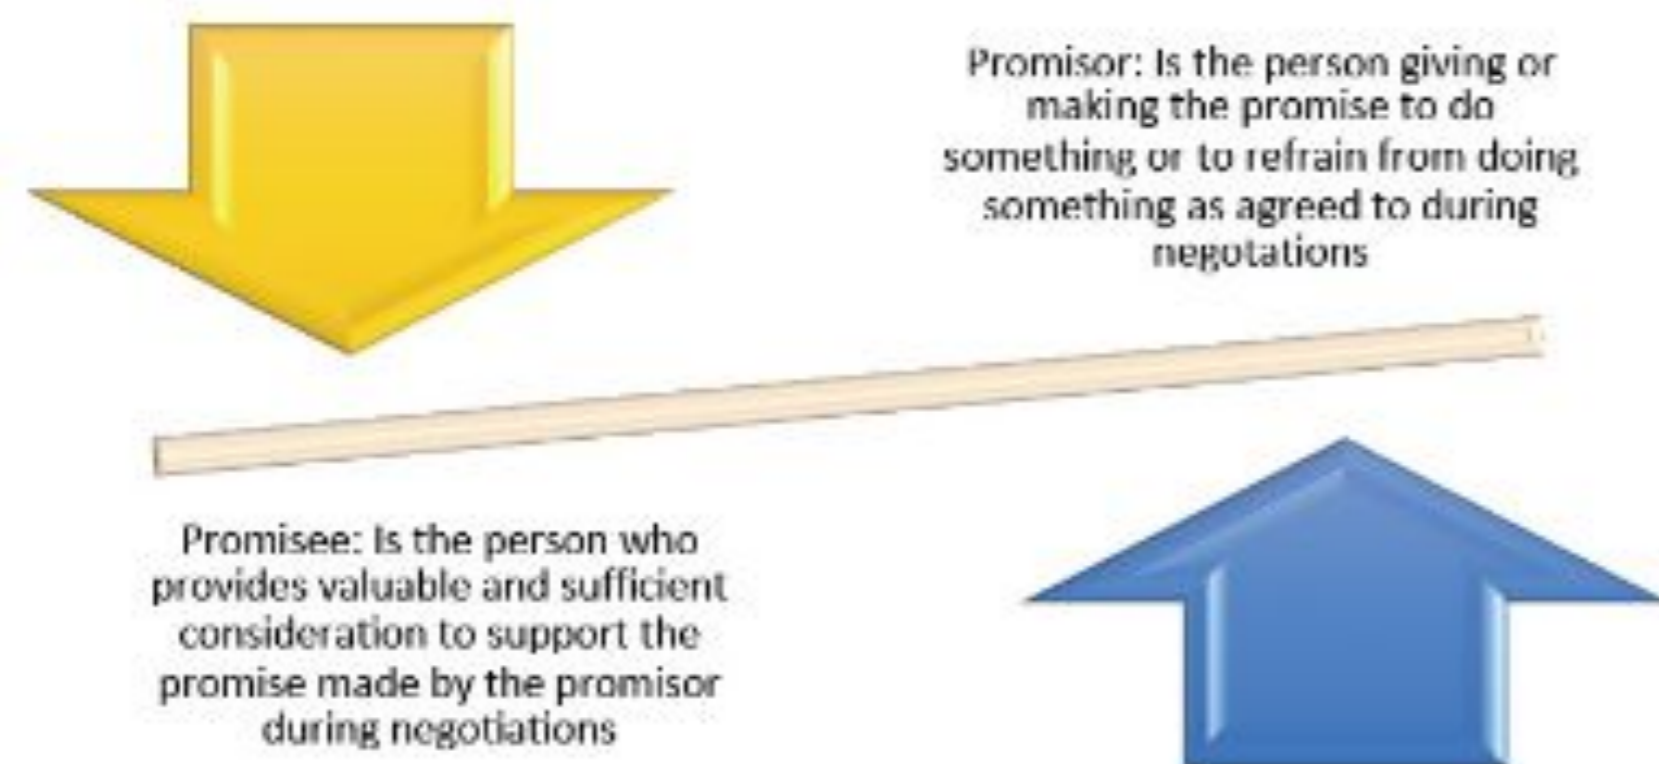 Promisor: Is the person giving or
making the promise to do
something or to refrain from doing
something as agreed to during
negotations
Promisee: Is the person who
provides valuable and sufficient
consideration to support the
promise made by the promisor
during negotiations